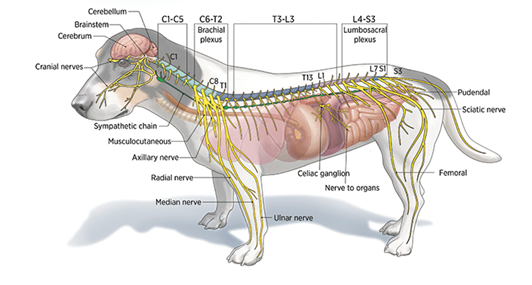 Cerebellum
Brainstem
Cerebrum
Cranial nerves
C1-C5
C6-T2
Brachial
plexus
T3-L3
L4-S3
Lumbosacral
plexus
C1
C8
T1
T13
L1
L7 S1
S3
Pudendal
Sciatic nerve
Sympathetic chain
Musculocutaneous
Axillary nerve
Radial nerve
Median nerve
Ulnar nerve
Celiac ganglion
Nerve to organs
Femoral